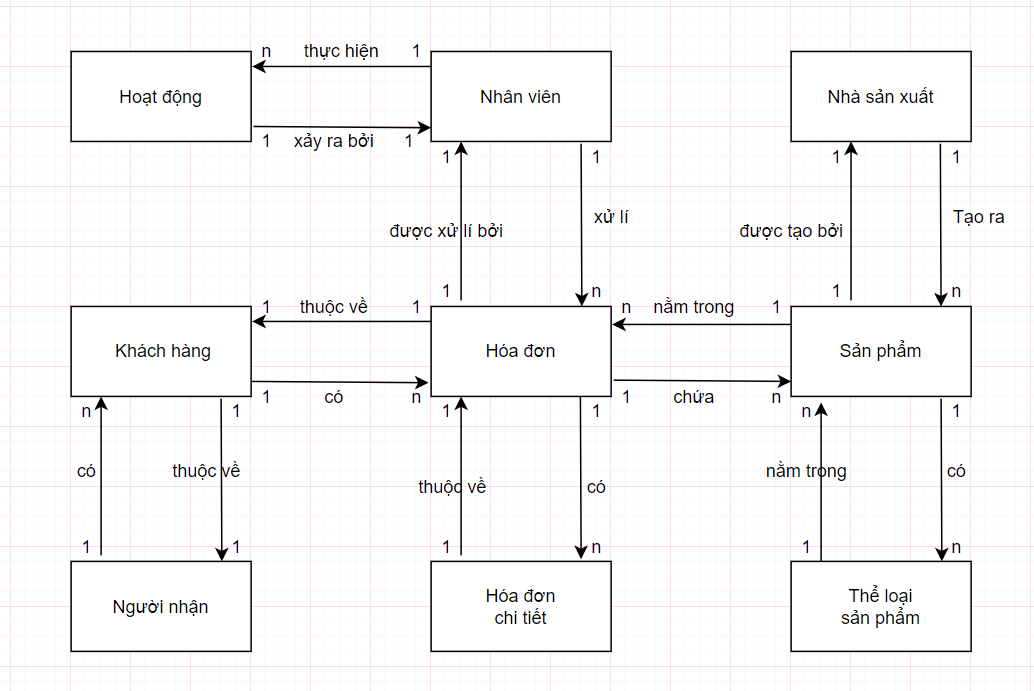 n thực hiện 1
Hoạt động
Nhân viên
Nhà sản xuất
1 xảy ra bởi 1
1
1
1
1
được xử lí bởi
xử lí
được tạo bởi
Tạo ra
1
n
1
n
1 thuộc về 1
n nằm trong 1
Khách hàng
Hóa đơn
Sản phẩm
1 có n
1 chứa n
n
1
1
1
n
1
có
thuộc về
thuộc về
có
nằm trong
có
1
1
1
n
1
n
Người nhận
Hóa đơn
chi tiết
Thể loại
sản phẩm